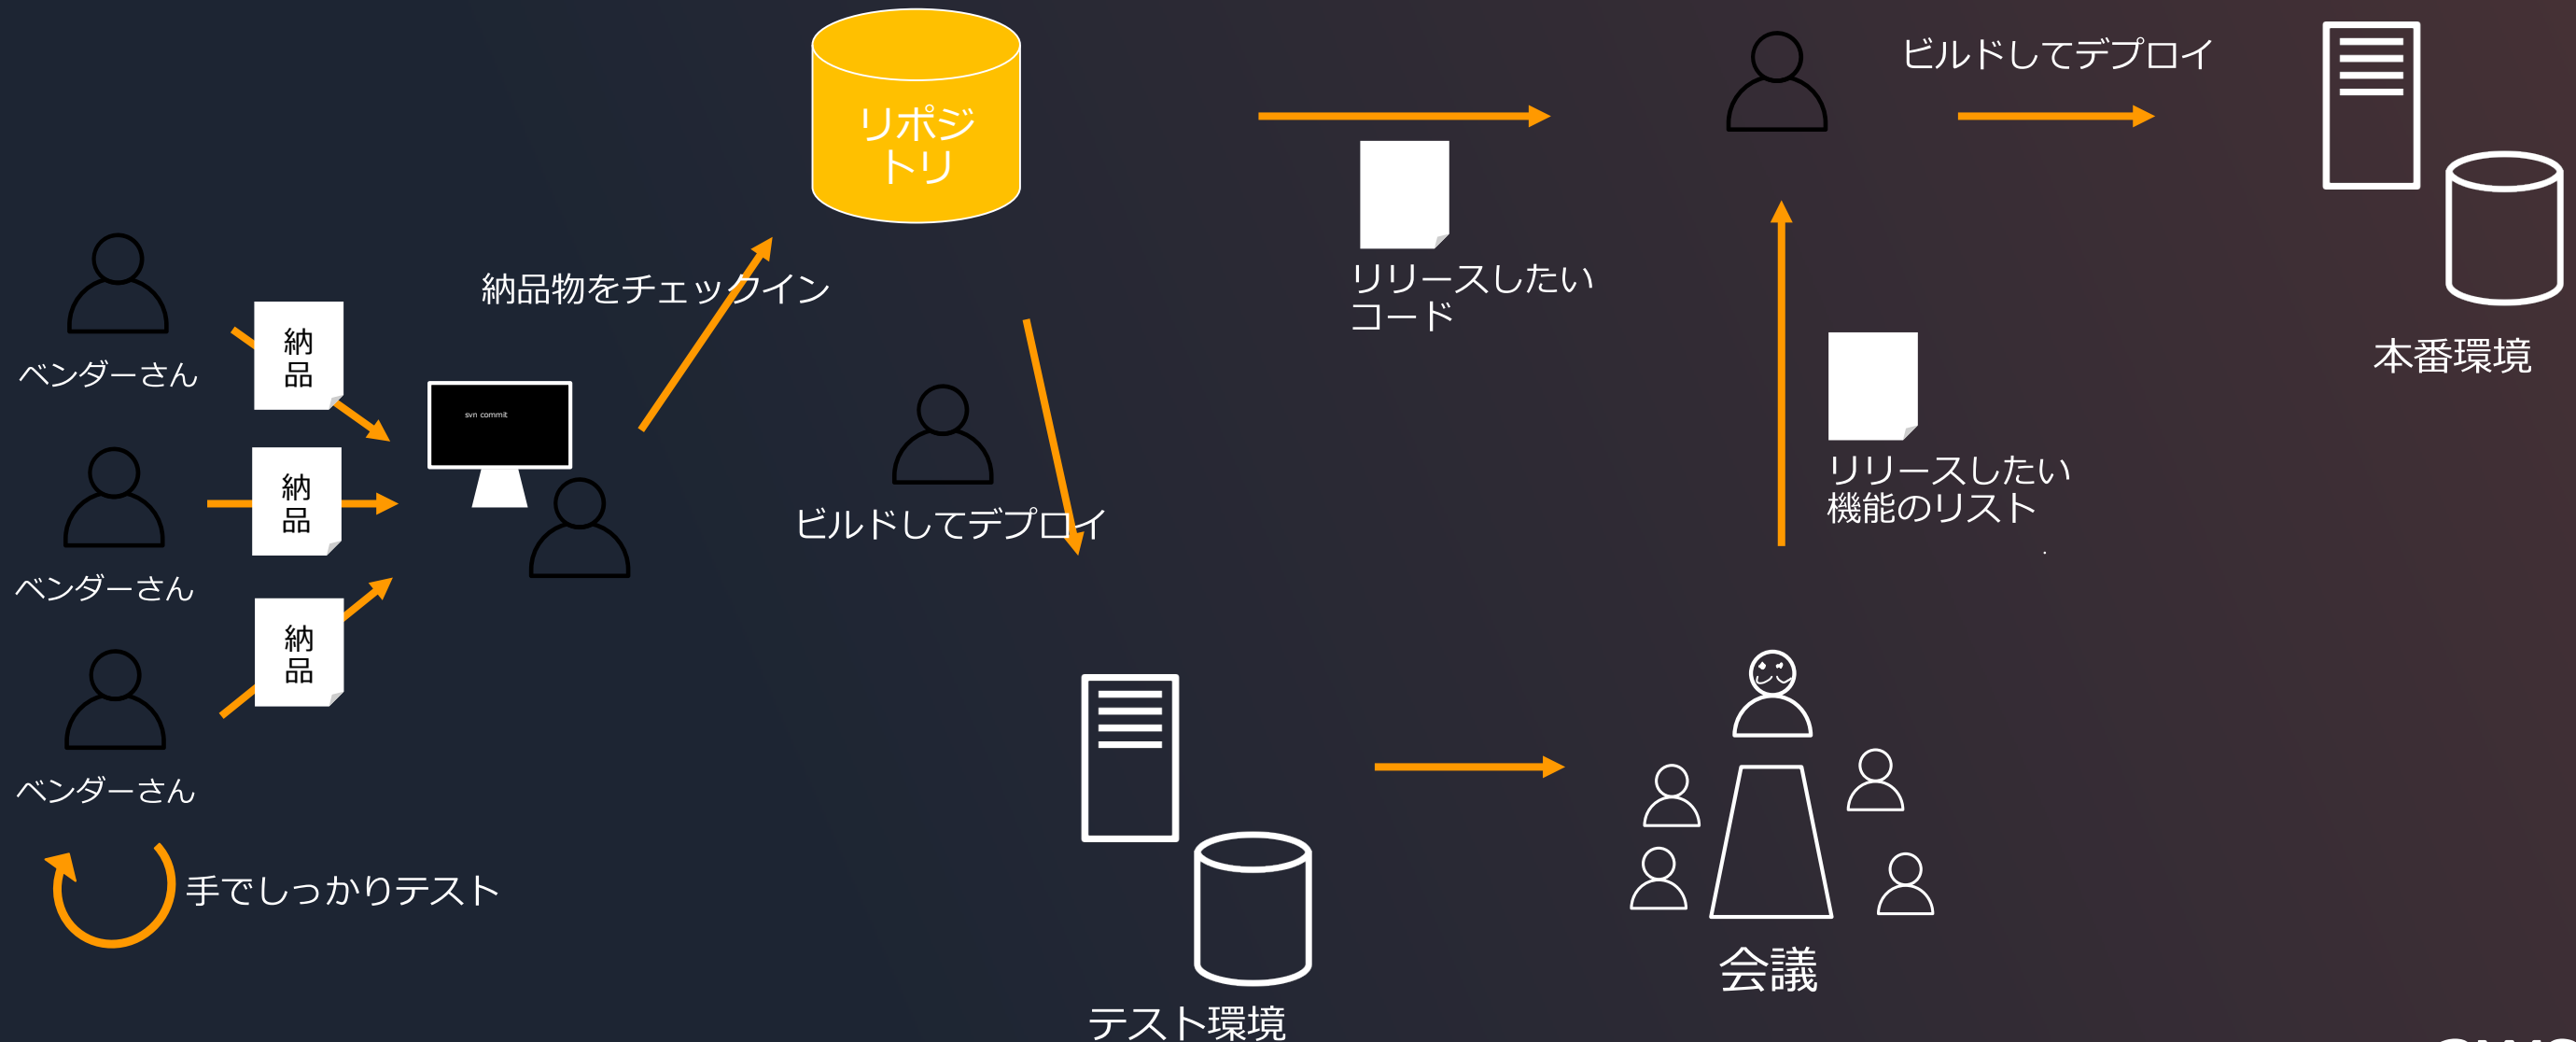 リポジ
トリ
ビルドしてデプロイ
リリースしたい
コード
本番環境
納品物をチェックイン
ベンダーさん
納
品
svn commit
ビルドしてデプロイ
リリースしたい
機能のリスト
ベンダーさん
納
品
ベンダーさん
納
品
手でしっかりテスト
テスト環境
会議